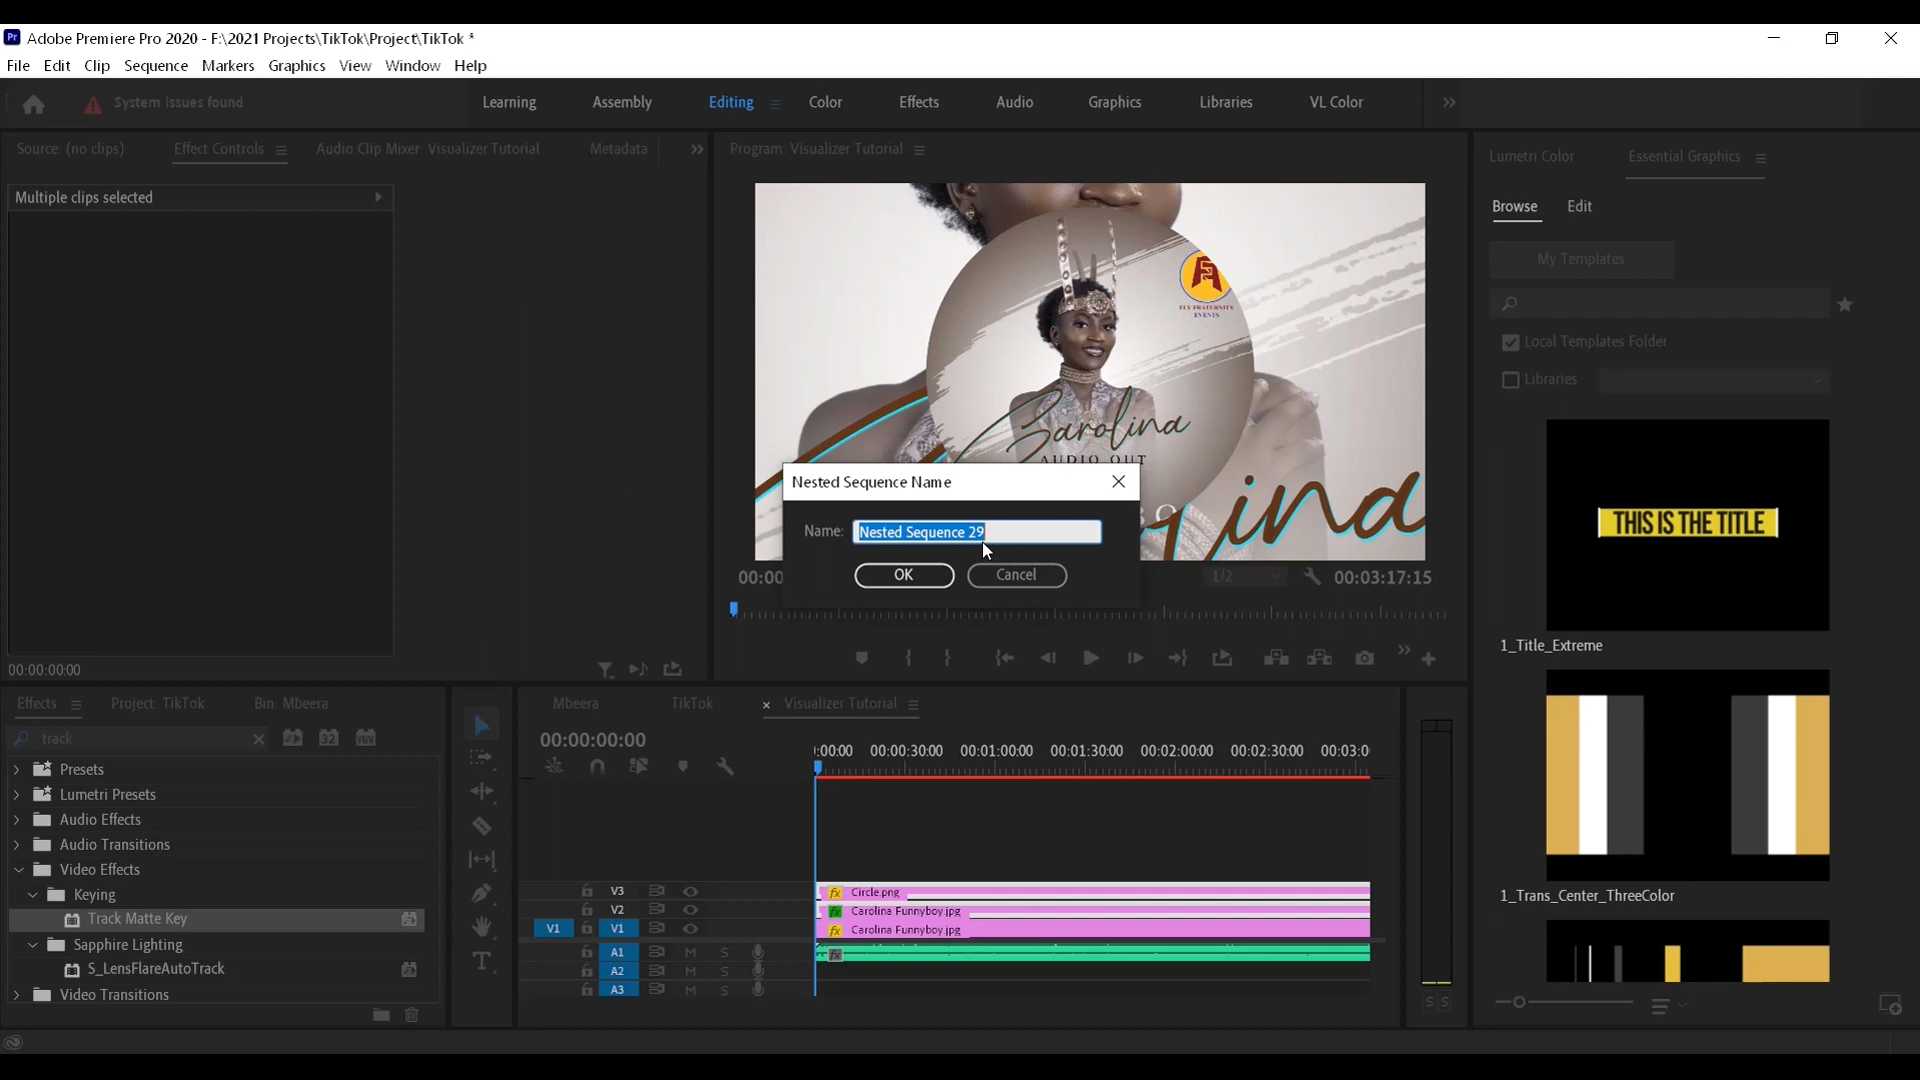 Adobe Premiere Pro 2020 - F:\2021 Projects\TikTok\Project\TikTok *
File Edit Clip Sequence Markers Graphics View Window Help
System issues found
Learning Assembly Editing Color Effects Audio Graphics Libraries VL Color
Source: (no clips) Effect Controls Audio Clip Mixer: Visualizer Tutorial Metadata
Program: Visualizer Tutorial
Lumetri Color Essential Graphics
Multiple clips selected
Browse Edit
My Templates
Local Templates Folder
Libraries
FLY FRATERNITY
EVENTS
Carolina
AUDIO OUT
Nested Sequence Name
Name: Nested Sequence 29
OK Cancel
1/2
00:03:17:15
THIS IS THE TITLE
1_Title_Extreme
00:00:00:00
Effects Project: TikTok Bin: Mbeera
Mbeera TikTok Visualizer Tutorial
track
00:00:00:00
:00:00 00:00:30:00 00:01:00:00 00:01:30:00 00:02:00:00 00:02:30:00 00:03:0
Presets
Lumetri Presets
Audio Effects
Audio Transitions
Video Effects
Keying
Track Matte Key
Sapphire Lighting
S_LensFlareAutoTrack
Video Transitions
V3 Circle.png
V2 Carolina Funnyboy.jpg
V1 V1 Carolina Funnyboy.jpg
A1 M S
A2 M S
A3 M S
S S
1_Trans_Center_ThreeColor